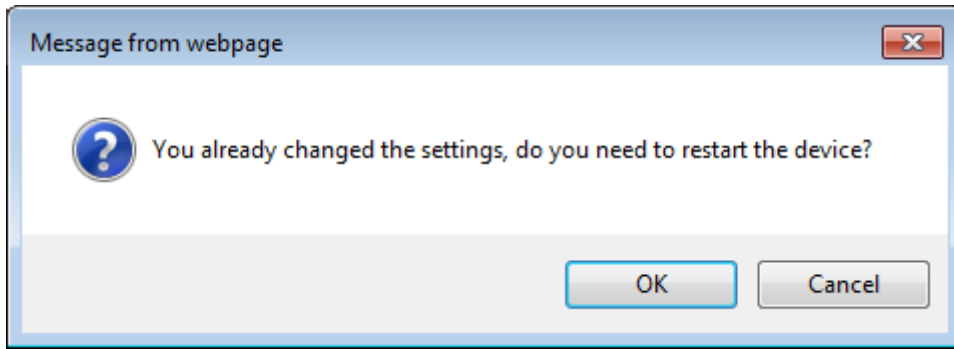 Message from webpage
You already changed the settings, do you need to restart the device?
OK
Cancel